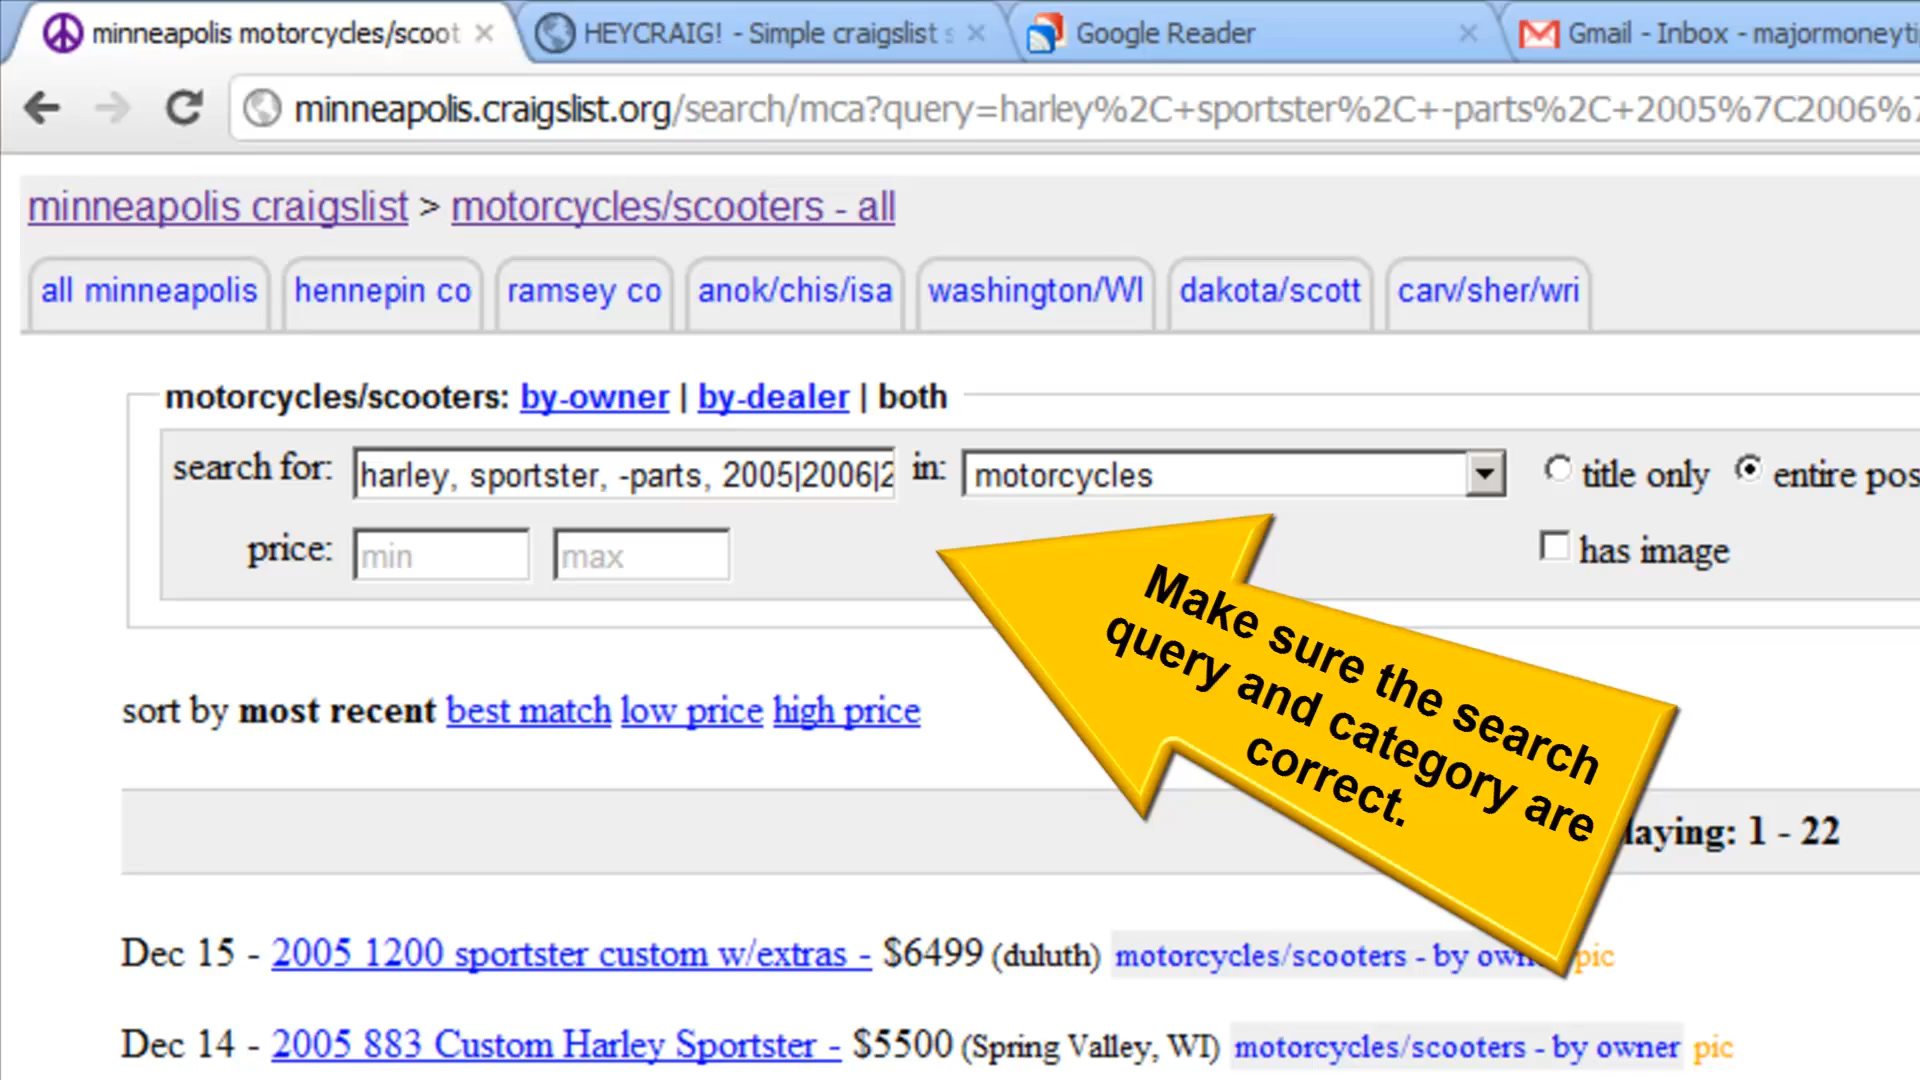 minneapolis motorcycles/scoot
HEYCRAIG! - Simple craigslist s
Google Reader
Gmail - Inbox - majormoneyti
minneapolis.craigslist.org/search/mca?query=harley%2C+sportster%2C+-parts%2C+2005%7C2006%7
minneapolis craigslist > motorcycles/scooters - all
all minneapolis hennepin co ramsey co anok/chis/isa washington/WI dakota/scott carv/sher/wri
motorcycles/scooters: by-owner | by-dealer | both
search for: harley, sportster, -parts, 2005|2006|2 in: motorcycles title only entire pos
price: min max has image
Make sure the search
query and category are
correct.
sort by most recent best match low price high price
laying: 1 - 22
Dec 15 - 2005 1200 sportster custom w/extras - $6499 (duluth) motorcycles/scooters - by own pic
Dec 14 - 2005 883 Custom Harley Sportster - $5500 (Spring Valley, WI) motorcycles/scooters - by owner pic